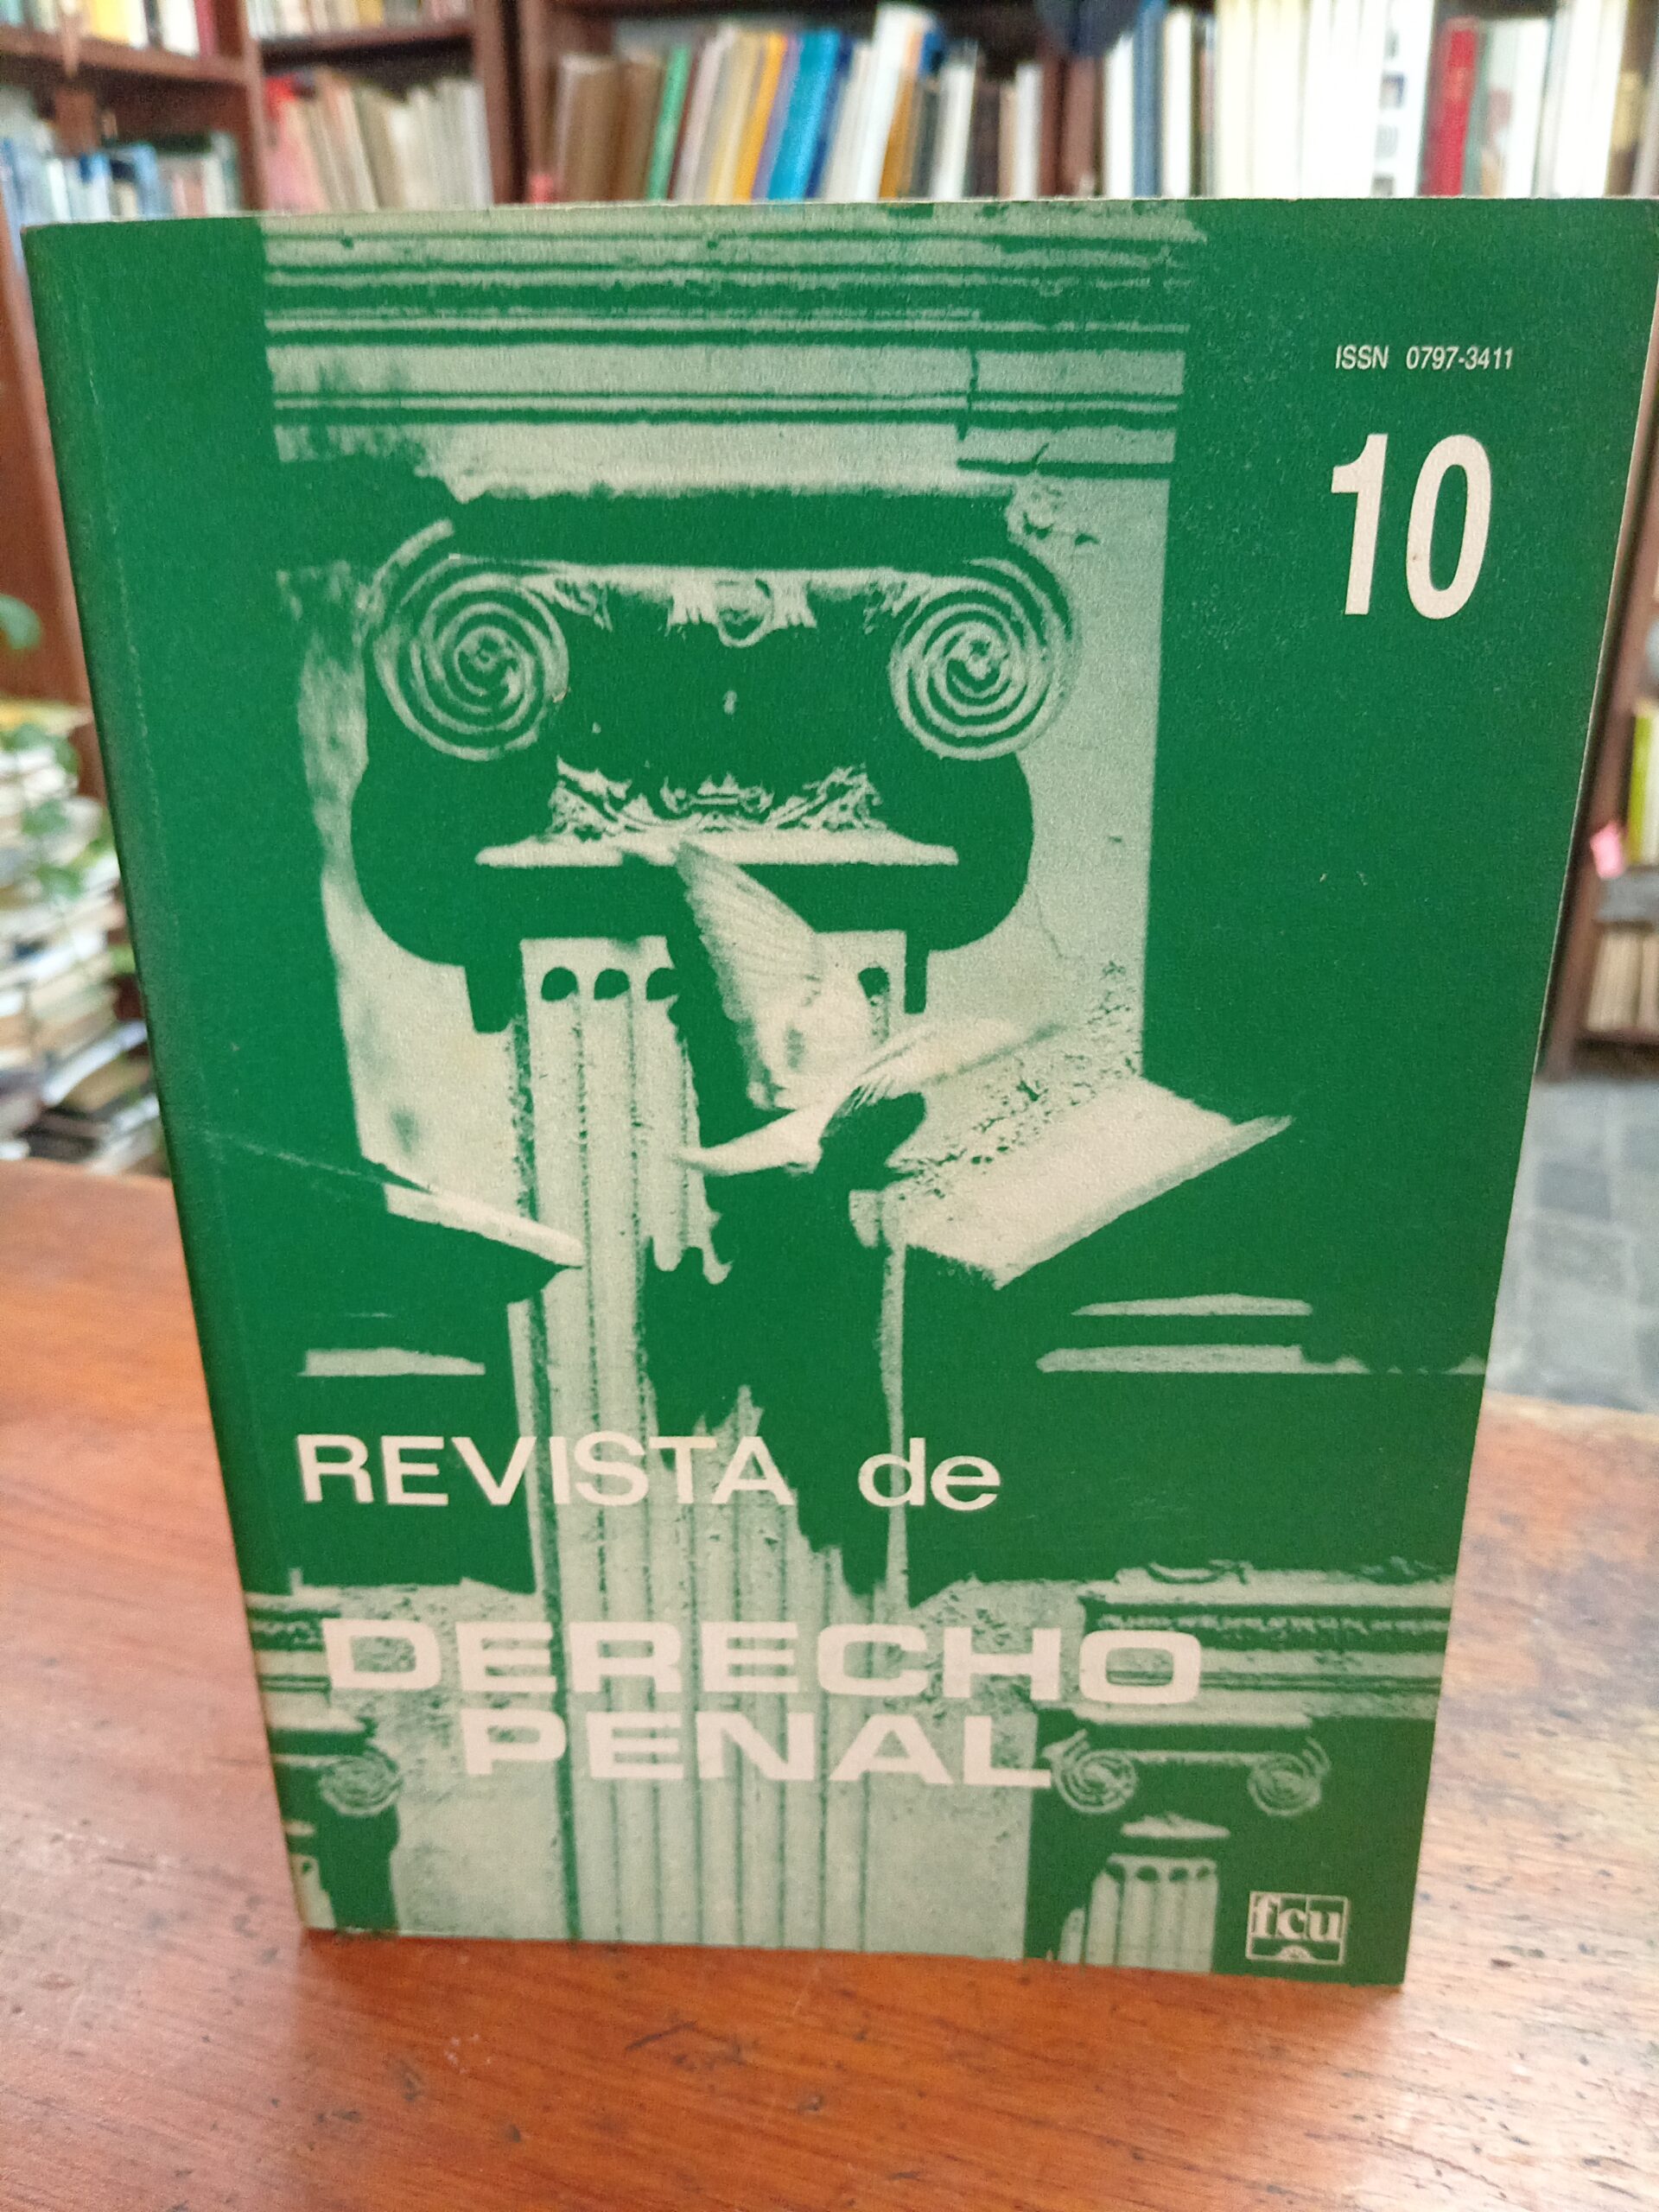 ISSN 0797-3411
10
REVISTA de
DERECHO
PENAL
fcu